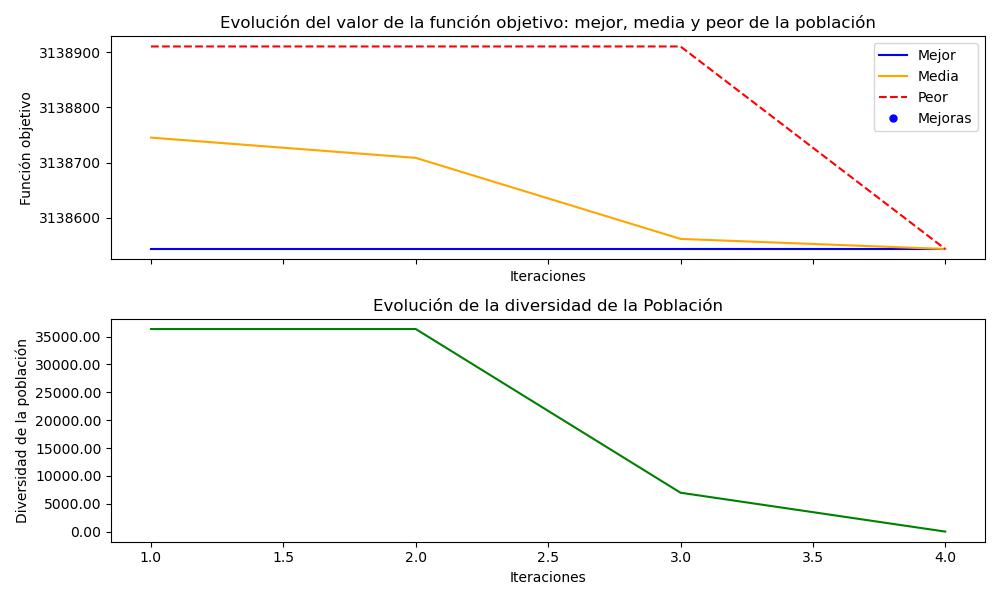 Evolución del valor de la función objetivo: mejor, media y peor de la población
3138900
3138800
3138700
3138600
Función objetivo
Mejor
Media
Peor
Mejoras
Iteraciones
Evolución de la diversidad de la Población
35000.00
30000.00
25000.00
20000.00
15000.00
10000.00
5000.00
0.00
Diversidad de la población
1.0 1.5 2.0 2.5 3.0 3.5 4.0
Iteraciones